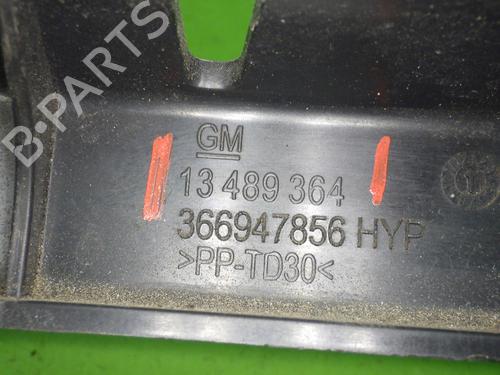 B-PARTS
GM
13 489 364
366947856 HYP
>PP-TD30<